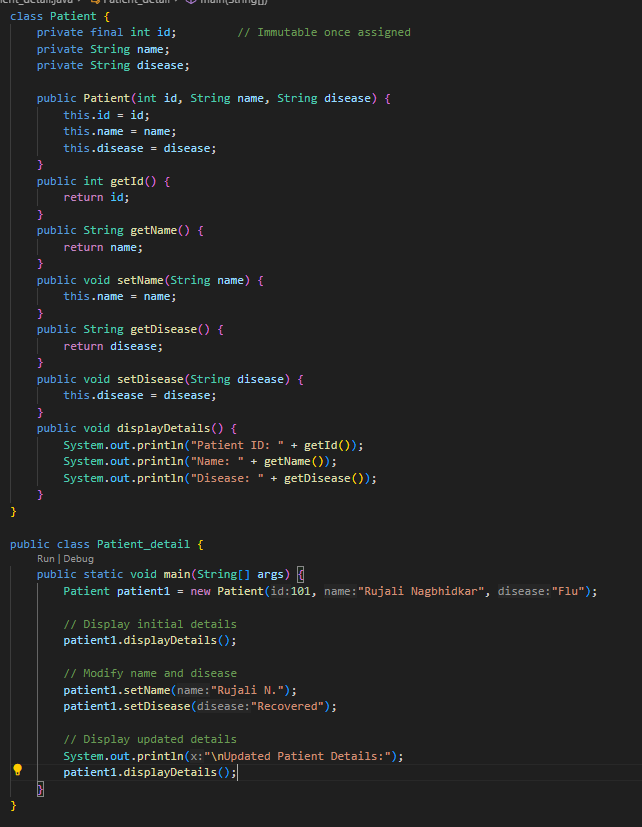 Patient_detail.java > Patient_detail > main(String[])
class Patient {
    private final int id;         // Immutable once assigned
    private String name;
    private String disease;

    public Patient(int id, String name, String disease) {
        this.id = id;
        this.name = name;
        this.disease = disease;
    }
    public int getId() {
        return id;
    }
    public String getName() {
        return name;
    }
    public void setName(String name) {
        this.name = name;
    }
    public String getDisease() {
        return disease;
    }
    public void setDisease(String disease) {
        this.disease = disease;
    }
    public void displayDetails() {
        System.out.println("Patient ID: " + getId());
        System.out.println("Name: " + getName());
        System.out.println("Disease: " + getDisease());
    }
}

public class Patient_detail {
    Run | Debug
    public static void main(String[] args) {
        Patient patient1 = new Patient(id:101, name:"Rujali Nagbhidkar", disease:"Flu");

        // Display initial details
        patient1.displayDetails();

        // Modify name and disease
        patient1.setName(name:"Rujali N.");
        patient1.setDisease(disease:"Recovered");

        // Display updated details
        System.out.println(x:"\nUpdated Patient Details:");
        patient1.displayDetails();
    }
}